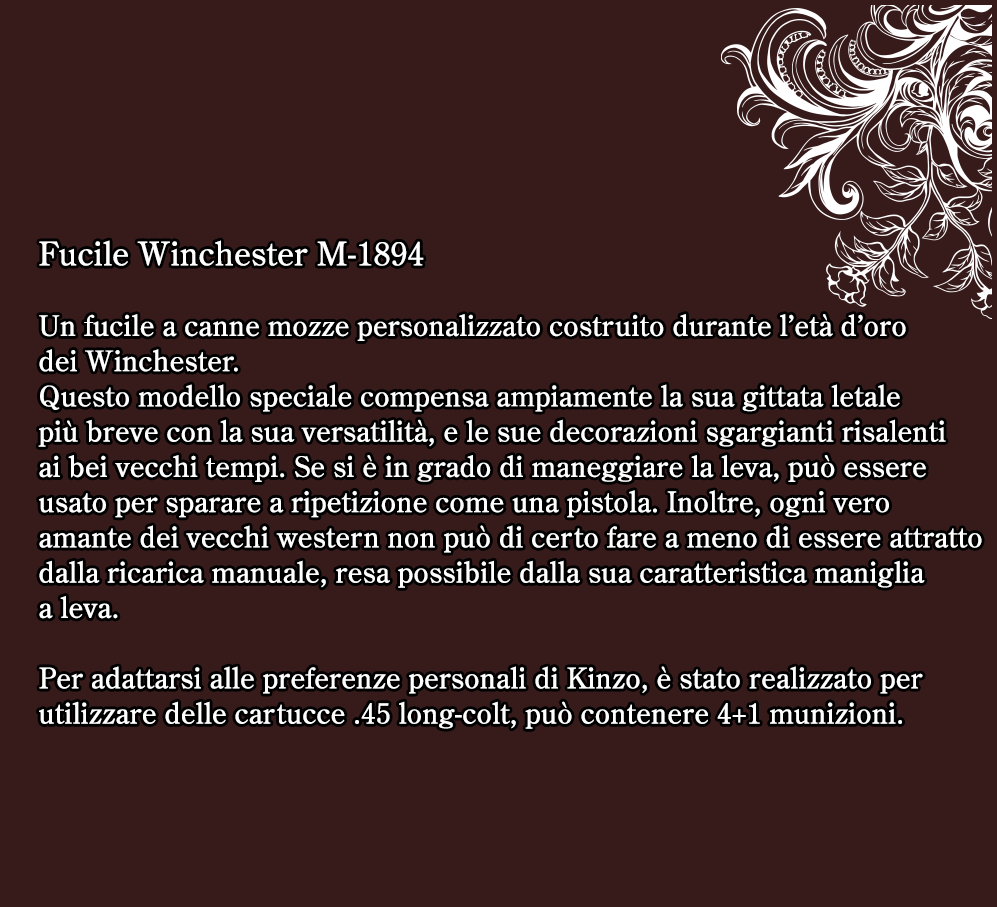 Fucile Winchester M-1894
Un fucile a canne mozze personalizzato costruito durante l'età d'oro
dei Winchester.
Questo modello speciale compensa ampiamente la sua gittata letale
più breve con la sua versatilità, e le sue decorazioni sgargianti risalenti
ai bei vecchi tempi. Se si è in grado di maneggiare la leva, può essere
usato per sparare a ripetizione come una pistola. Inoltre, ogni vero
amante dei vecchi western non può di certo fare a meno di essere attratto
dalla ricarica manuale, resa possibile dalla sua caratteristica maniglia
a leva.
Per adattarsi alle preferenze personali di Kinzo, è stato realizzato per
utilizzare delle cartucce .45 long-colt, può contenere 4+1 munizioni.